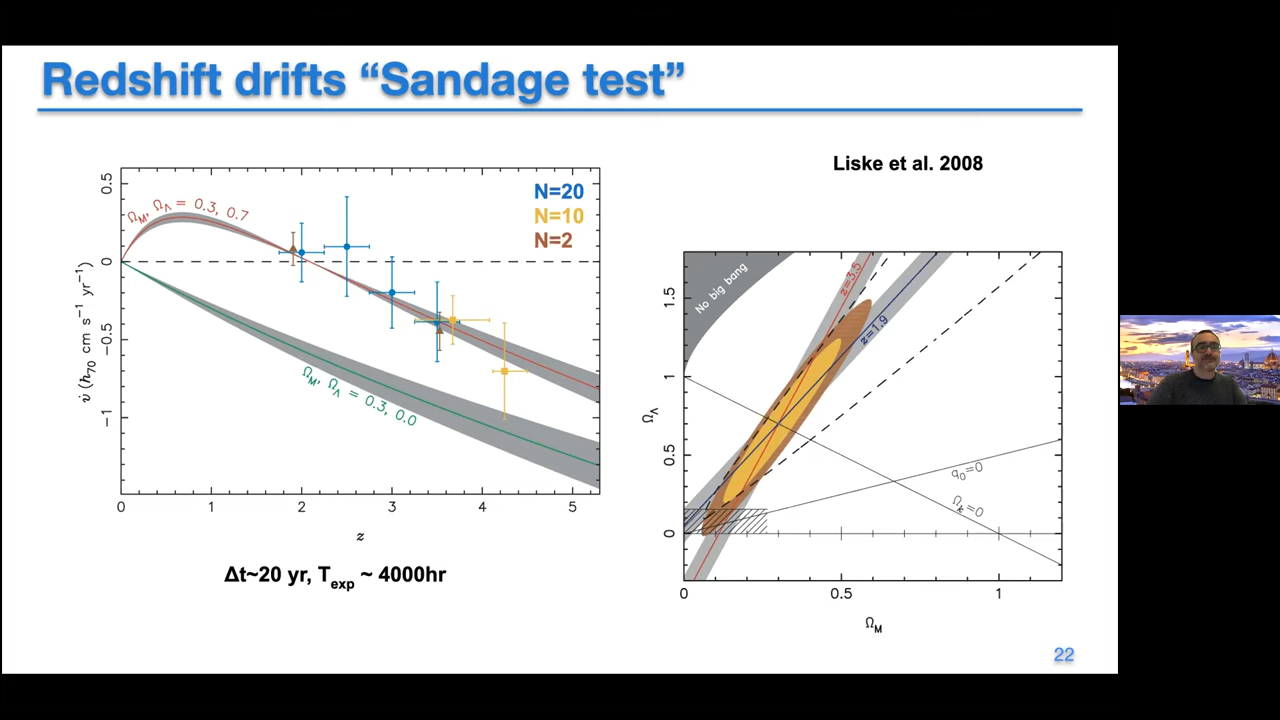 Redshift drifts “Sandage test”
Liske et al. 2008
N=20
N=10
N=2
Ω_M, Ω_Λ = 0.3, 0.7
Ω_M, Ω_Λ = 0.3, 0.0
0.5
0
−0.5
−1
v̇ (h₇₀ cm s⁻¹ yr⁻¹)
0 1 2 3 4 5
z
Δt~20 yr, T_exp ~ 4000hr
No big bang
z=3.5
z=1.9
q₀=0
Ω_k=0
1.5
1
0.5
0
Ω_Λ
0 0.5 1
Ω_M
22